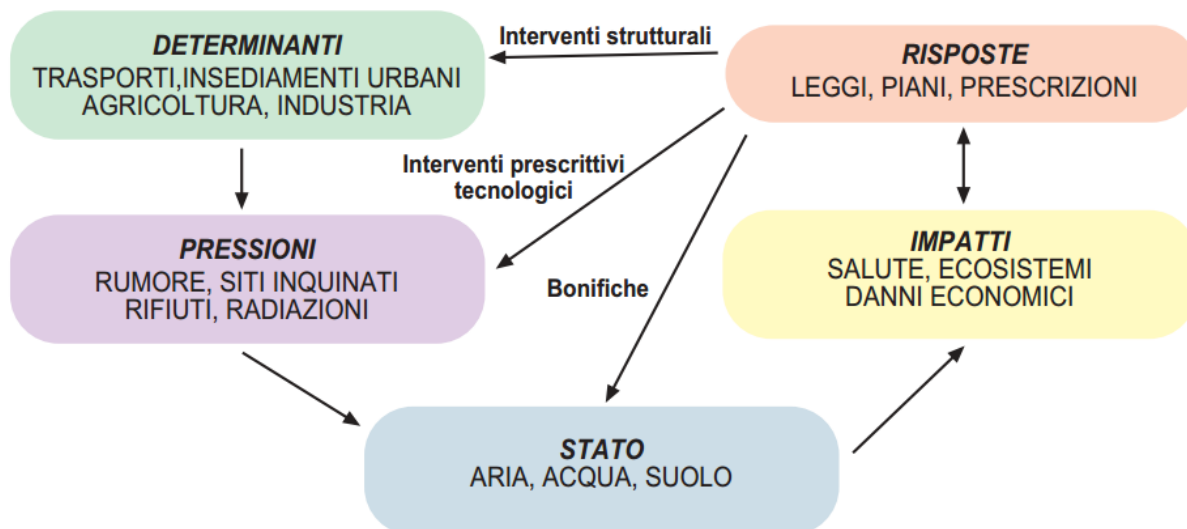 DETERMINANTI
TRASPORTI,INSEDIAMENTI URBANI
AGRICOLTURA, INDUSTRIA
Interventi strutturali
RISPOSTE
LEGGI, PIANI, PRESCRIZIONI
Interventi prescrittivi
tecnologici
PRESSIONI
RUMORE, SITI INQUINATI
RIFIUTI, RADIAZIONI
Bonifiche
IMPATTI
SALUTE, ECOSISTEMI
DANNI ECONOMICI
STATO
ARIA, ACQUA, SUOLO